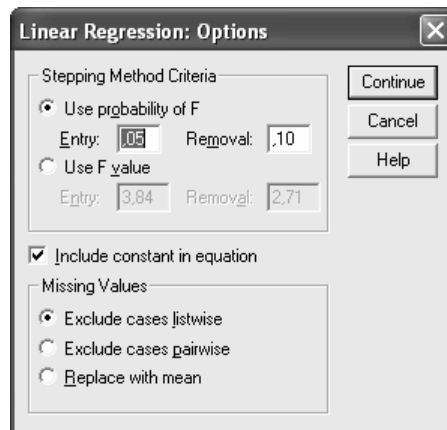 Linear Regression: Options
Stepping Method Criteria
Use probability of F
Entry: ,05 Removal: ,10
Use F value
Entry: 3,84 Removal: 2,71
Include constant in equation
Missing Values
Exclude cases listwise
Exclude cases pairwise
Replace with mean
Continue
Cancel
Help